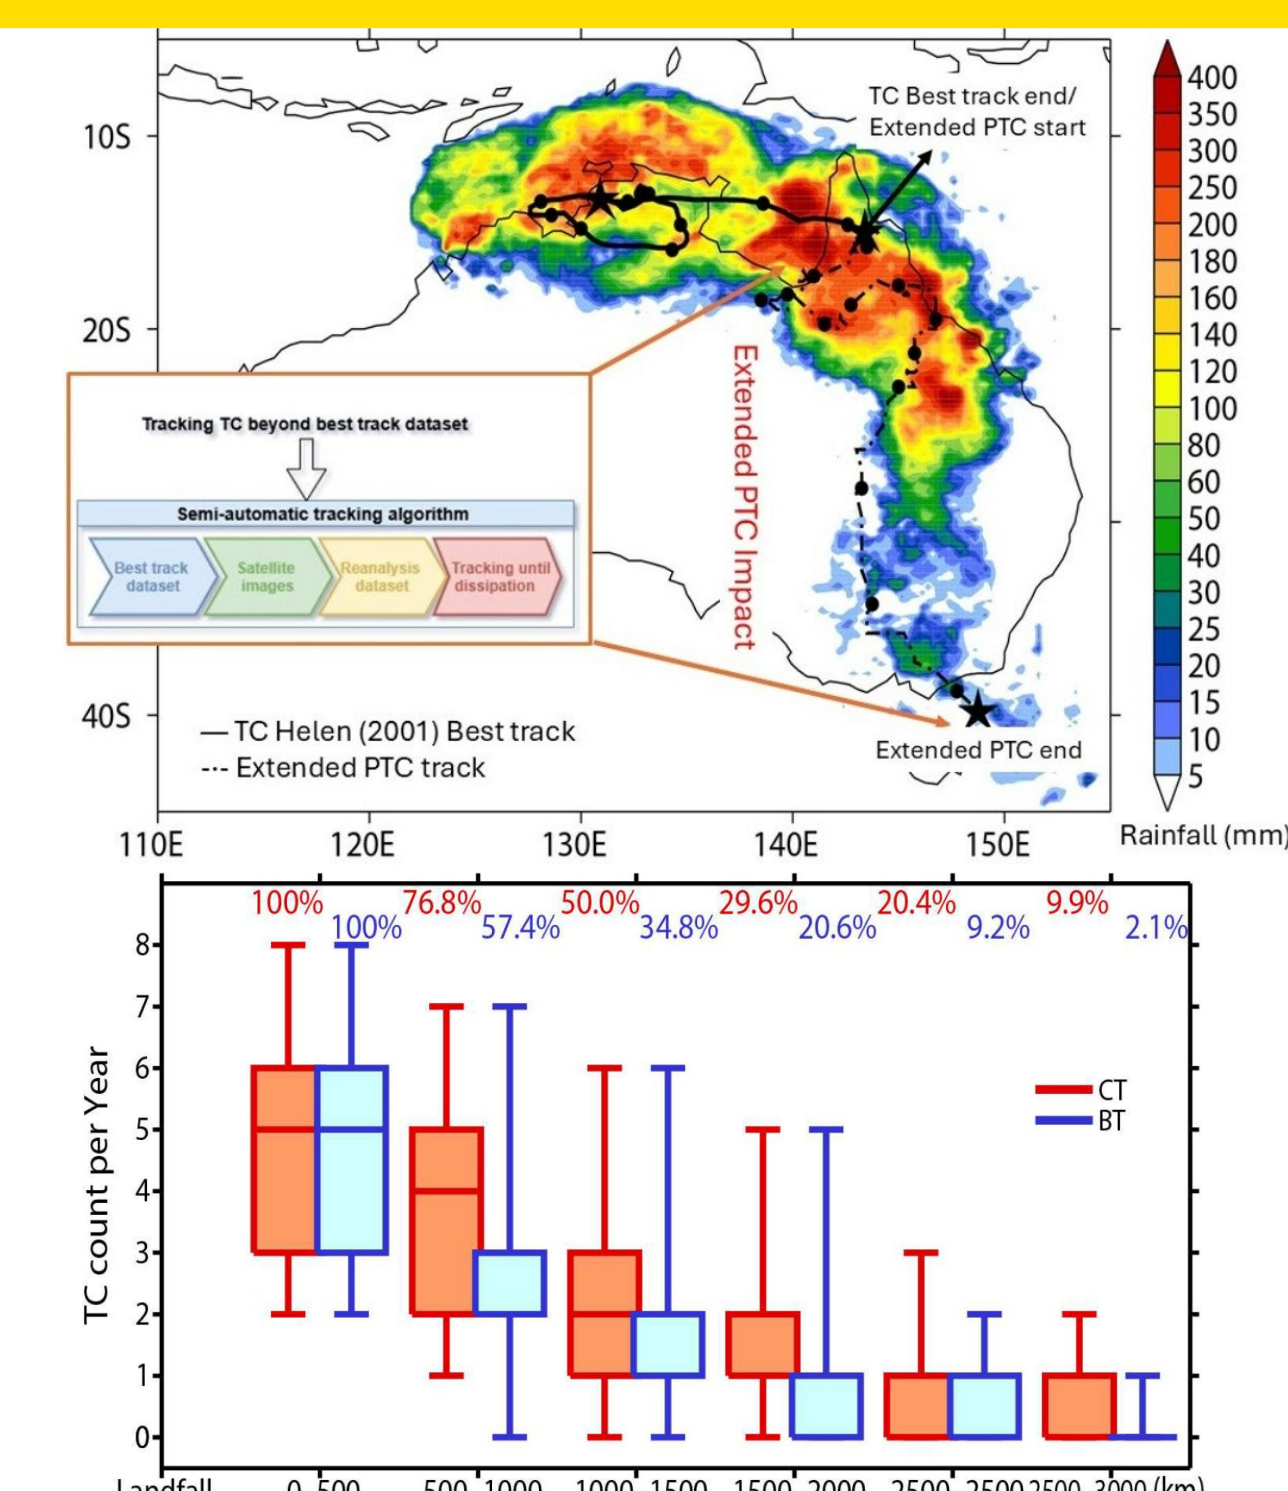 TC Best track end/
Extended PTC start
10S
20S
40S
110E 120E 130E 140E 150E
400
350
300
250
200
180
160
140
120
100
80
60
50
40
30
25
20
15
10
5
Rainfall (mm)
Extended PTC Impact
Tracking TC beyond best track dataset
Semi-automatic tracking algorithm
Best track
dataset
Satellite
images
Reanalysis
dataset
Tracking until
dissipation
TC Helen (2001) Best track
Extended PTC track
Extended PTC end
100% 76.8% 50.0% 29.6% 20.4% 9.9%
100% 57.4% 34.8% 20.6% 9.2% 2.1%
TC count per Year
8
7
6
5
4
3
2
1
0
CT
BT
Landfall 0-500 500-1000 1000-1500 1500-2000 2500-2500 2500-3000 (km)